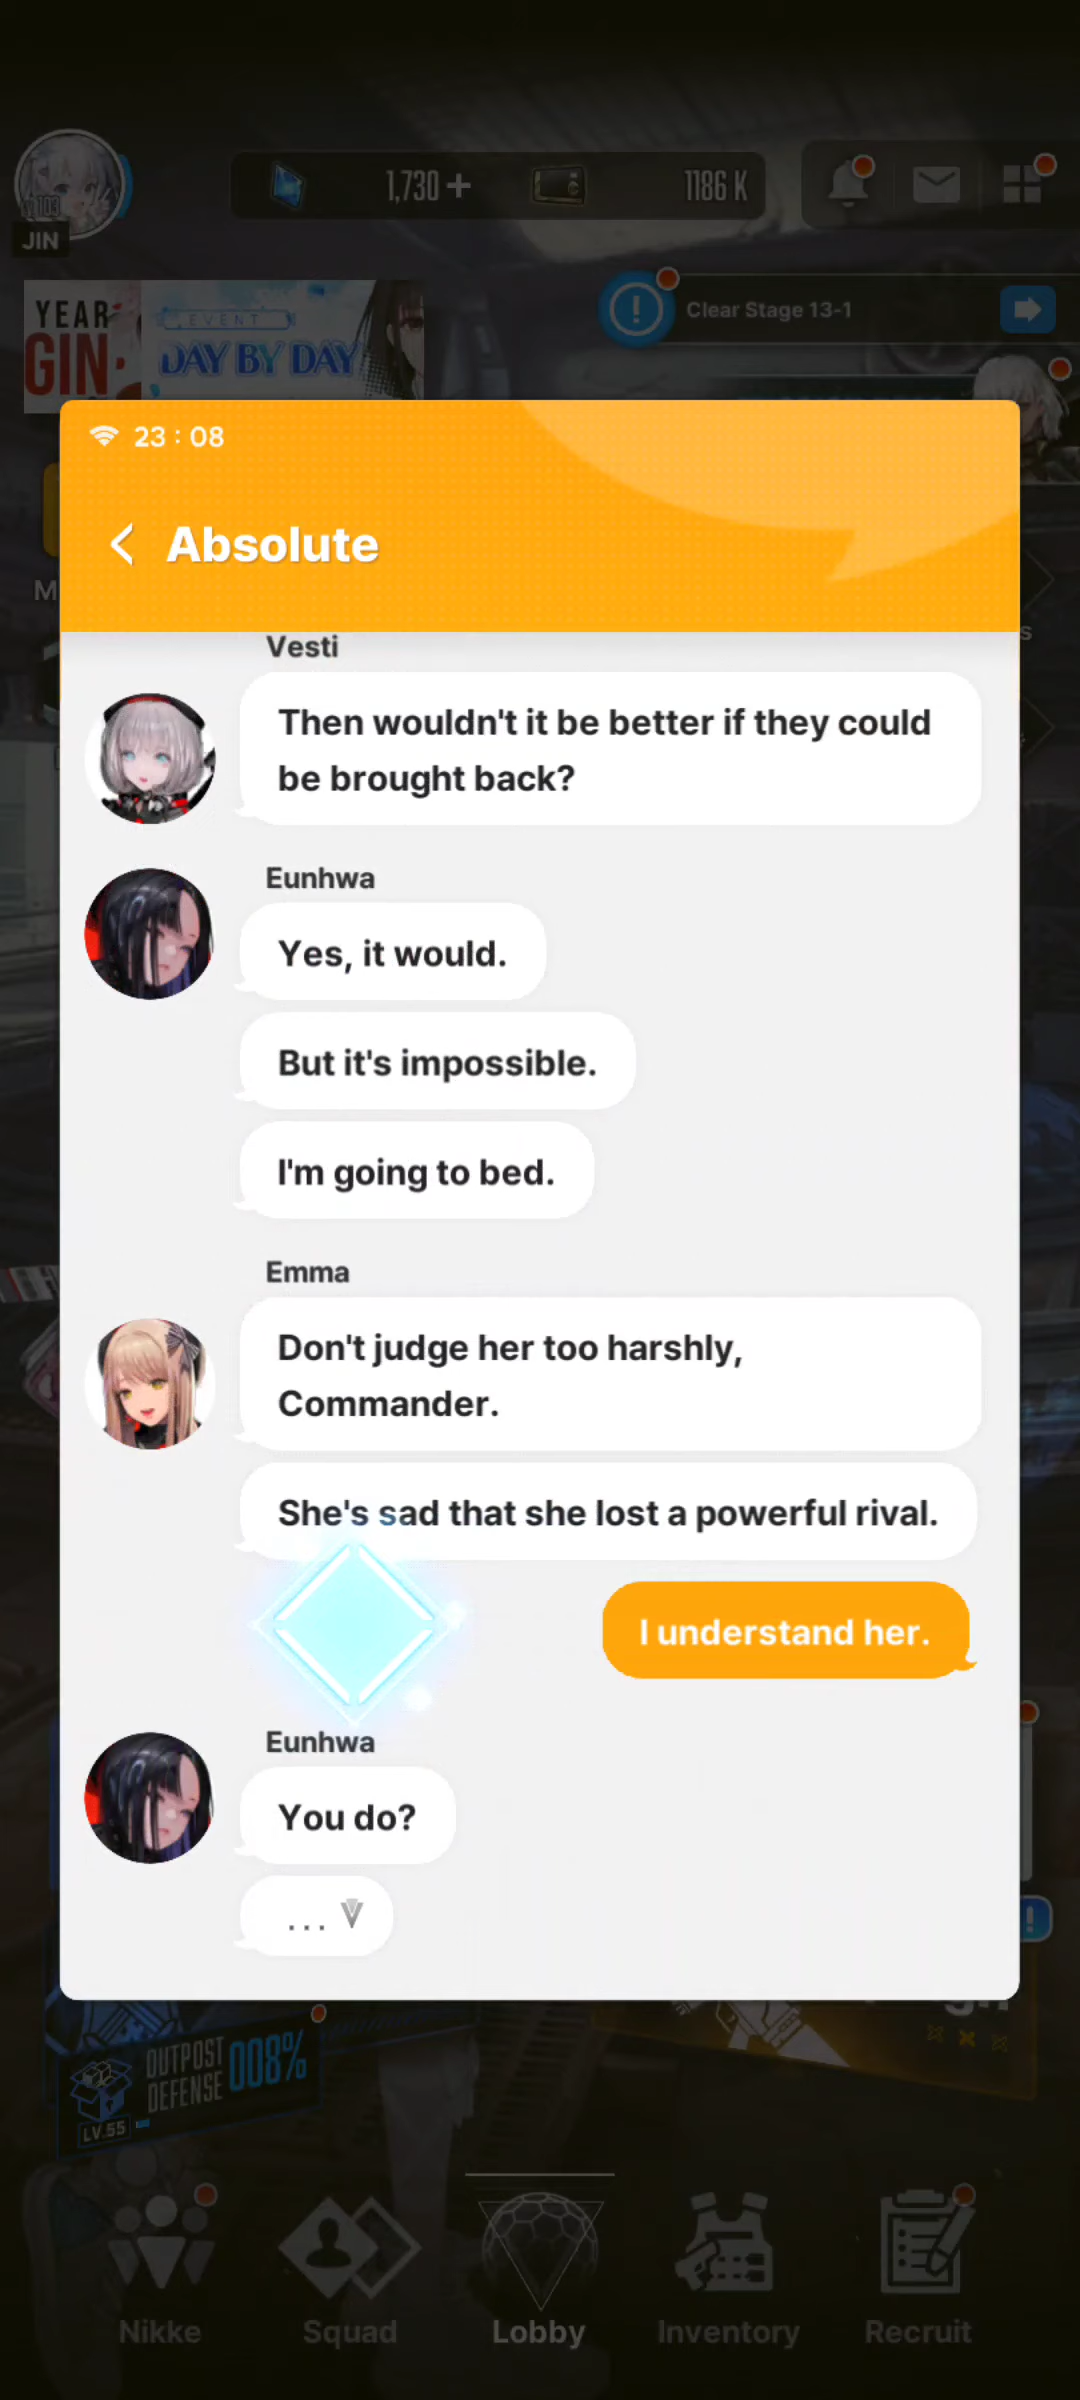 LV.103
JIN
1,730
1186 K
YEAR
GIN
EVENT
DAY BY DAY
Clear Stage 13-1
23 : 08
Absolute
M
s
Vesti
Then wouldn't it be better if they could
be brought back?
Eunhwa
Yes, it would.
But it's impossible.
I'm going to bed.
Emma
Don't judge her too harshly,
Commander.
She's sad that she lost a powerful rival.
I understand her.
Eunhwa
You do?
...
OUTPOST
DEFENSE
008%
LV.55
Nikke
Squad
Lobby
Inventory
Recruit